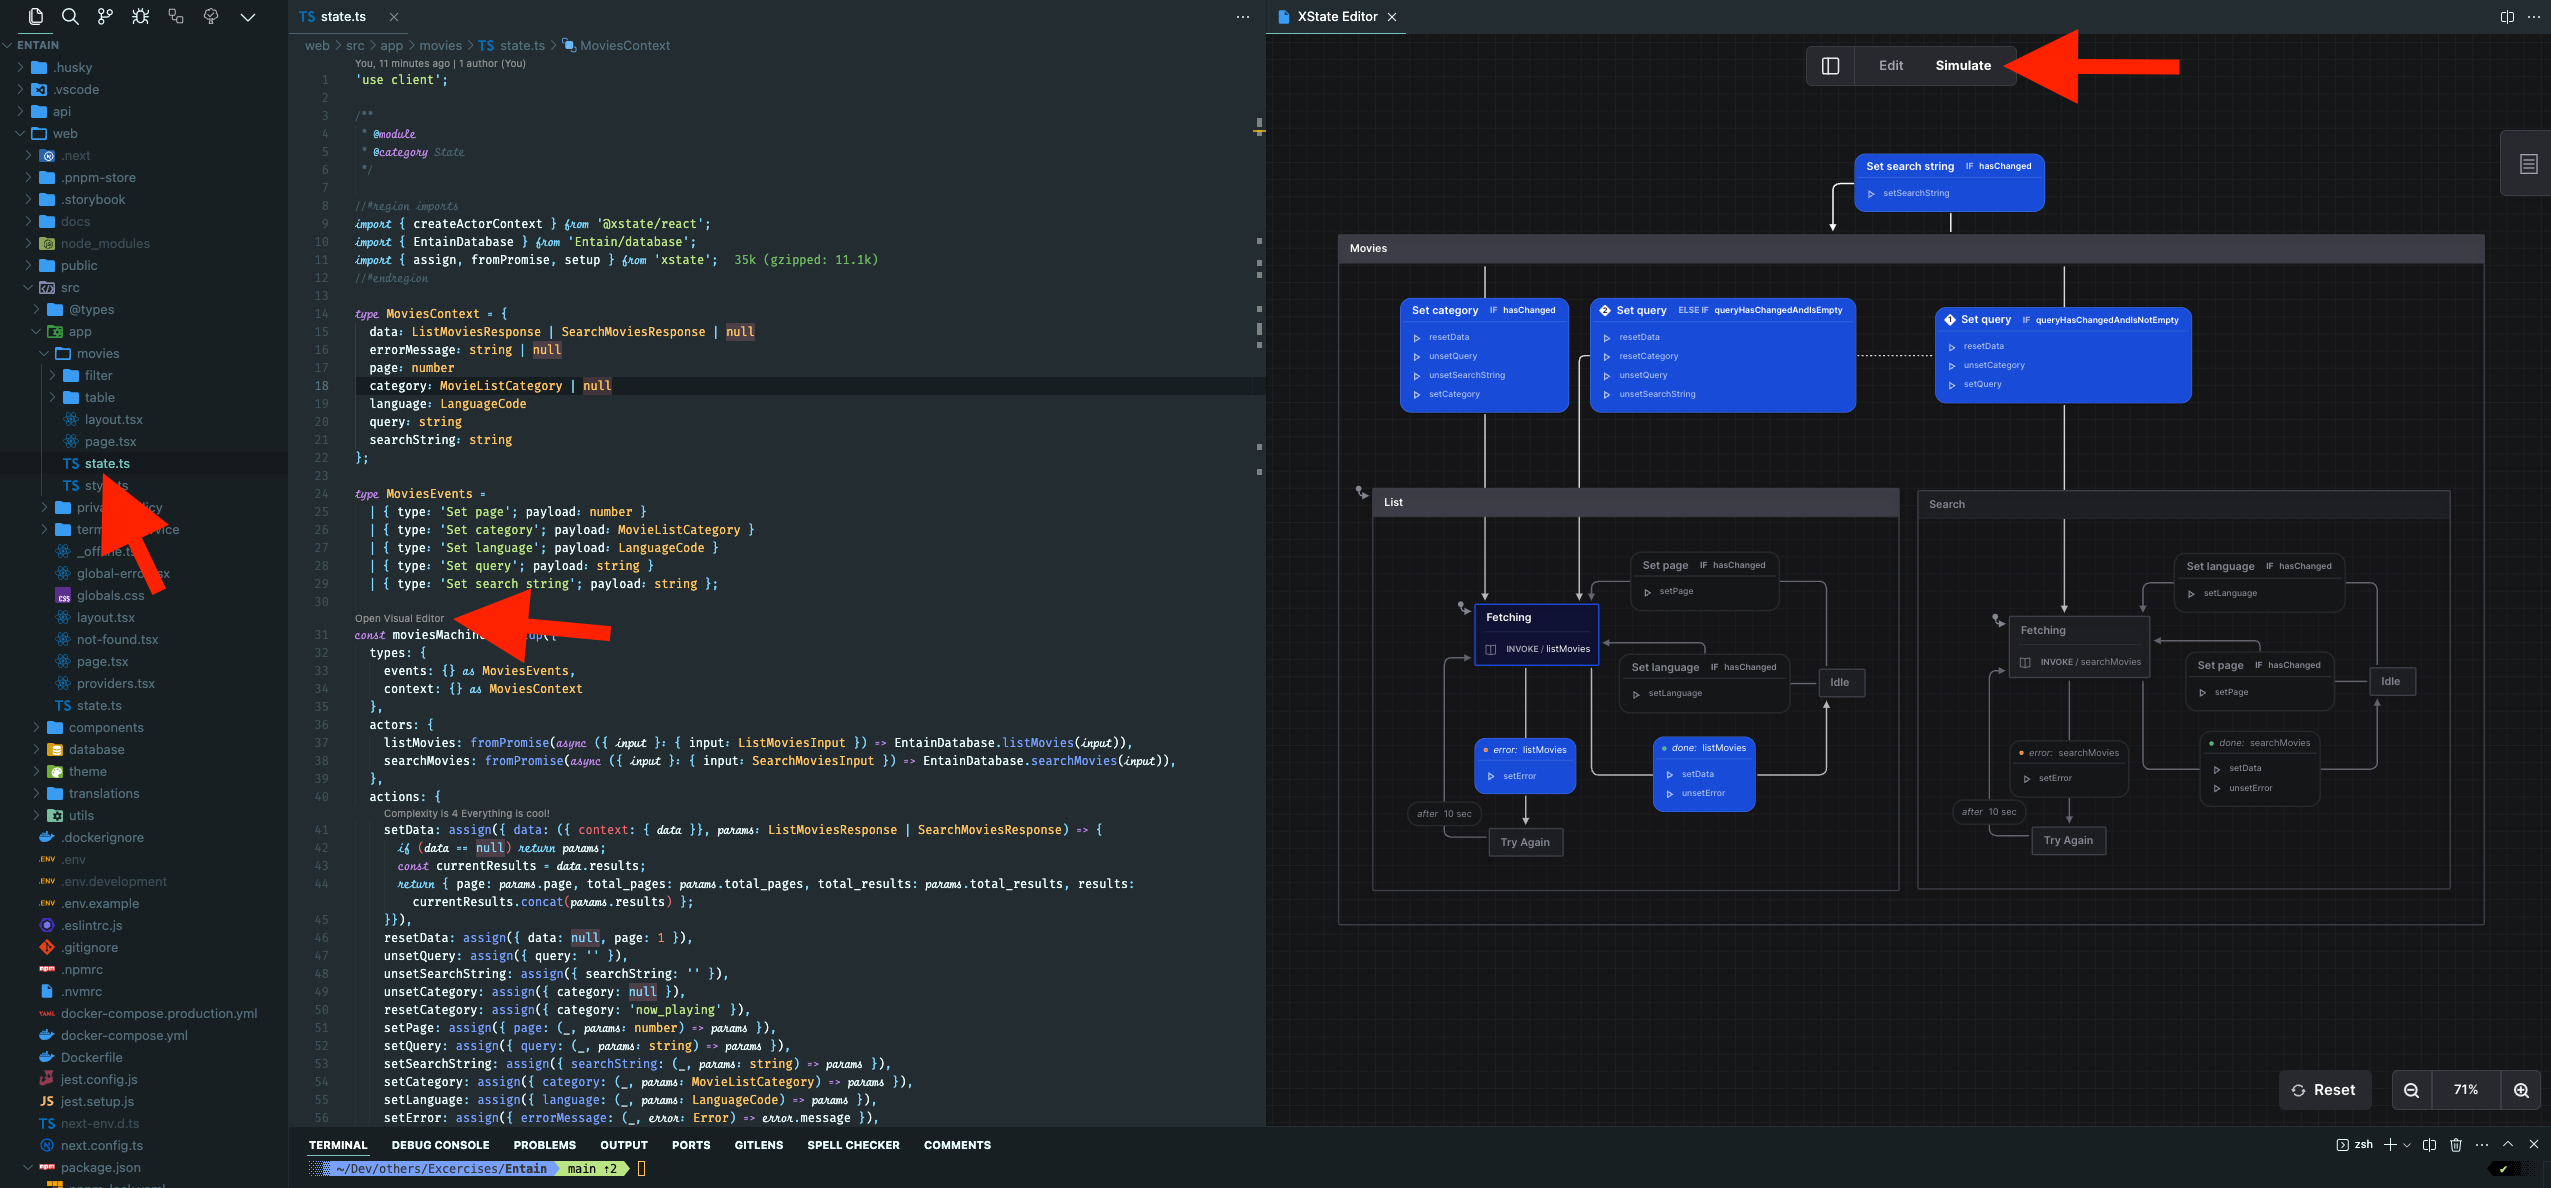 ENTAIN
.husky
.vscode
api
web
.next
.pnpm-store
.storybook
docs
node_modules
public
src
@types
app
movies
filter
table
layout.tsx
page.tsx
TS state.ts
TS
TS state.ts
global-error.tsx
CSS globals.css
layout.tsx
not-found.tsx
page.tsx
providers.tsx
components
database
theme
translations
utils
.dockerignore
.ENV .env
.ENV .env.development
.ENV .env.example
.eslintrc.js
.gitignore
npm .npmrc
.nvmrc
YAML docker-compose.production.yml
docker-compose.yml
Dockerfile
jest.config.js
JS jest.setup.js
TS next-env.d.ts
next.config.ts
npm package.json
TS state.ts
web > src > app > movies > TS state.ts > MoviesContext
You, 11 minutes ago | 1 author (You)
1 'use client';
2
3 /**
4 * @module
5 * @category State
6 */
7
8 //#region imports
9 import { createActorContext } from '@xstate/react';
10 import { EntainDatabase } from 'Entain/database';
11 import { assign, fromPromise, setup } from 'xstate'; 35k (gzipped: 11.1k)
12 //#endregion
13
14 type MoviesContext = {
15 data: ListMoviesResponse | SearchMoviesResponse | null
16 errorMessage: string | null
17 page: number
18 category: MovieListCategory | null
19 language: LanguageCode
20 query: string
21 searchString: string
22 };
23
24 type MoviesEvents =
25 | { type: 'Set page'; payload: number }
26 | { type: 'Set category'; payload: MovieListCategory }
27 | { type: 'Set language'; payload: LanguageCode }
28 | { type: 'Set query'; payload: string }
29 | { type: 'Set search string'; payload: string };
30
Open Visual Editor
31 const moviesMachin up({
32 types: {
33 events: {} as MoviesEvents,
34 context: {} as MoviesContext
35 },
36 actors: {
37 listMovies: fromPromise(async ({ input }: { input: ListMoviesInput }) => EntainDatabase.listMovies(input)),
38 searchMovies: fromPromise(async ({ input }: { input: SearchMoviesInput }) => EntainDatabase.searchMovies(input)),
39 },
40 actions: {
Complexity is 4 Everything is cool!
41 setData: assign({ data: ({ context: { data }}, params: ListMoviesResponse | SearchMoviesResponse) => {
42 if (data == null) return params;
43 const currentResults = data.results;
44 return { page: params.page, total_pages: params.total_pages, total_results: params.total_results, results:
currentResults.concat(params.results) };
45 }}),
46 resetData: assign({ data: null, page: 1 }),
47 unsetQuery: assign({ query: '' }),
48 unsetSearchString: assign({ searchString: '' }),
49 unsetCategory: assign({ category: null }),
50 resetCategory: assign({ category: 'now_playing' }),
51 setPage: assign({ page: (_, params: number) => params }),
52 setQuery: assign({ query: (_, params: string) => params }),
53 setSearchString: assign({ searchString: (_, params: string) => params }),
54 setCategory: assign({ category: (_, params: MovieListCategory) => params }),
55 setLanguage: assign({ language: (_, params: LanguageCode) => params }),
56 setError: assign({ errorMessage: (_, error: Error) => error.message }),
TERMINAL DEBUG CONSOLE PROBLEMS OUTPUT PORTS GITLENS SPELL CHECKER COMMENTS
zsh
~/Dev/others/Excercises/Entain main ↑2
XState Editor
Edit Simulate
Set search string IF hasChanged
setSearchString
Movies
Set category IF hasChanged
resetData
unsetQuery
unsetSearchString
setCategory
2 Set query ELSE IF queryHasChangedAndIsEmpty
resetData
resetCategory
unsetQuery
unsetSearchString
1 Set query IF queryHasChangedAndIsNotEmpty
resetData
unsetCategory
setQuery
List
Set page IF hasChanged
setPage
Fetching
INVOKE / listMovies
Set language IF hasChanged
setLanguage
Idle
error: listMovies
setError
done: listMovies
setData
unsetError
after 10 sec
Try Again
Search
Set language IF hasChanged
setLanguage
Fetching
INVOKE / searchMovies
Set page IF hasChanged
setPage
Idle
error: searchMovies
setError
done: searchMovies
setData
unsetError
after 10 sec
Try Again
Reset
71%